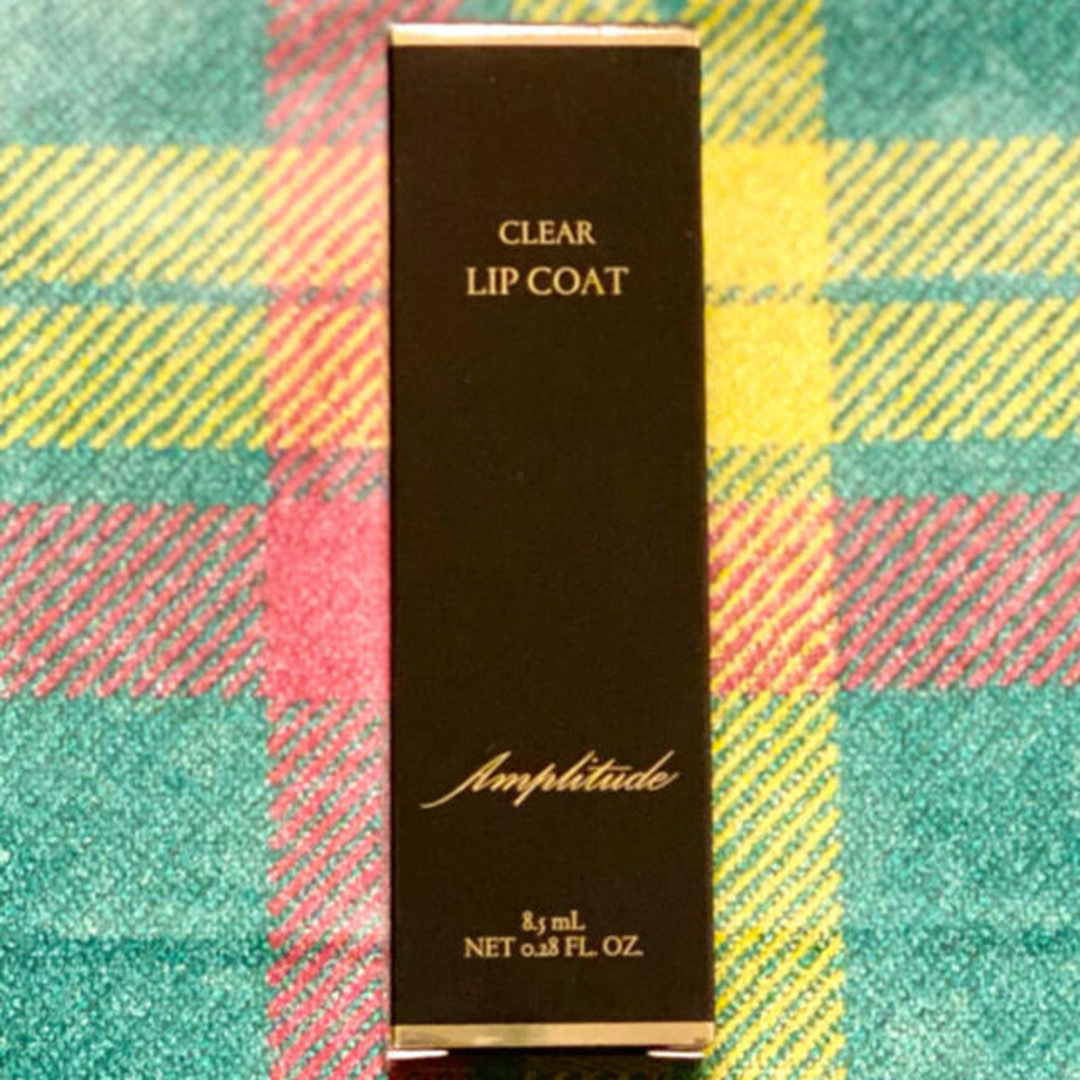 CLEAR
LIP COAT
Amplitude
8.5 mL
NET 0.28 FL. OZ.